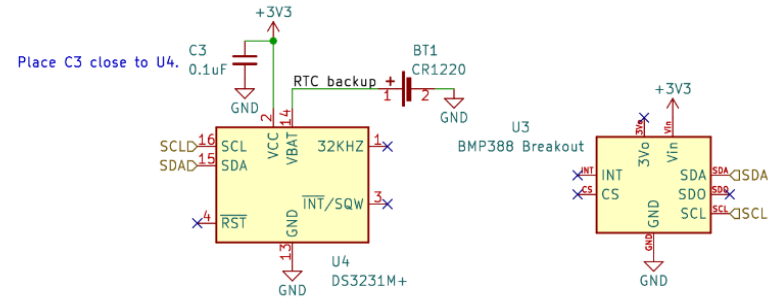 +3V3
Place C3 close to U4.
C3
0.1uF
GND
RTC backup
+
1
2
BT1
CR1220
GND
2
14
VCC
VBAT
SCL
16
SCL
SDA
15
SDA
32KHZ
1
INT/SQW
3
4
RST
GND
13
GND
U4
DS3231M+
U3
BMP388 Breakout
+3V3
3Vo
Vin
3Vo
Vin
INT
INT
CS
CS
SDA
SDA
SDA
SDO
SDO
SCL
SCL
SCL
GND
GND
GND